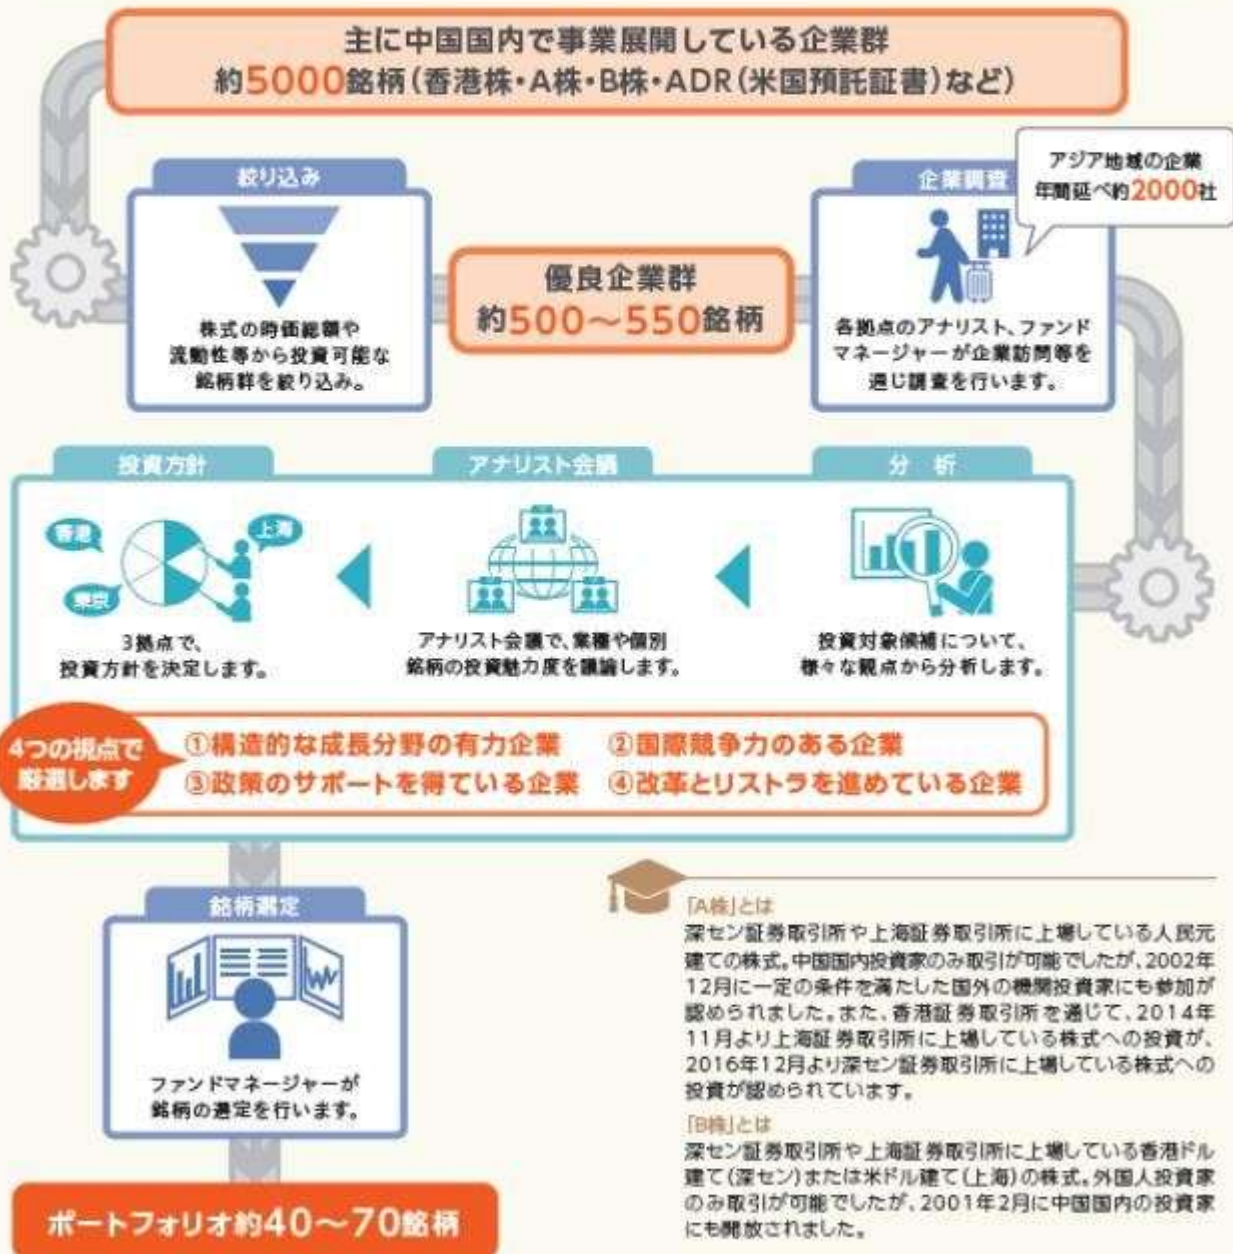 主に中国国内で事業展開している企業群
約5000銘柄(香港株・A株・B株・ADR(米国預託証書)など)
絞り込み
株式の時価総額や
流動性等から投資可能な
銘柄群を絞り込み。
優良企業群
約500～550銘柄
企業調査
アジア地域の企業
年間延べ約2000社
各拠点のアナリスト、ファンド
マネージャーが企業訪問等を
通じ調査を行います。
投資方針
香港
上海
東京
3拠点で、
投資方針を決定します。
アナリスト会議
アナリスト会議で、業種や個別
銘柄の投資魅力度を議論します。
分 析
投資対象候補について、
様々な観点から分析します。
4つの視点で
厳選します
①構造的な成長分野の有力企業 ②国際競争力のある企業
③政策のサポートを得ている企業 ④改革とリストラを進めている企業
銘柄選定
ファンドマネージャーが
銘柄の選定を行います。
ポートフォリオ約40～70銘柄
「A株」とは
深セン証券取引所や上海証券取引所に上場している人民元
建ての株式。中国国内投資家のみ取引が可能でしたが、2002年
12月に一定の条件を満たした国外の機関投資家にも参加が
認められました。また、香港証券取引所を通じて、2014年
11月より上海証券取引所に上場している株式への投資が、
2016年12月より深セン証券取引所に上場している株式への
投資が認められています。
「B株」とは
深セン証券取引所や上海証券取引所に上場している香港ドル
建て(深セン)または米ドル建て(上海)の株式。外国人投資家
のみ取引が可能でしたが、2001年2月に中国国内の投資家
にも開放されました。